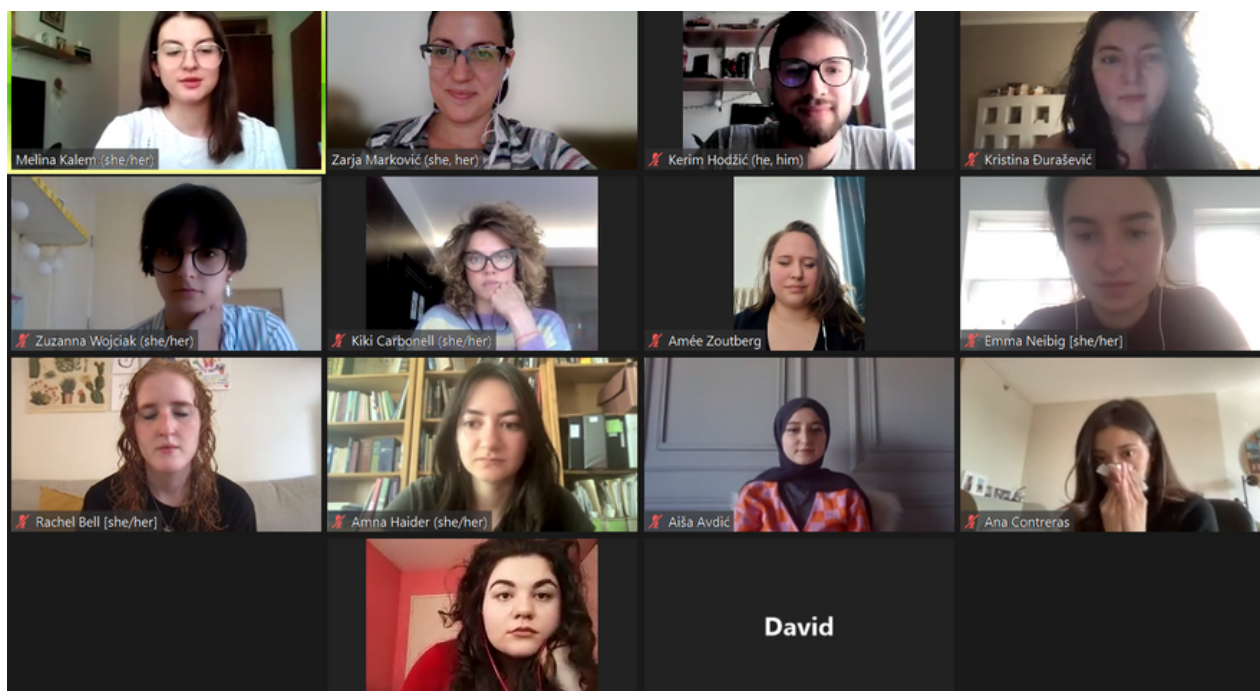 Melina Kalem (she/her)
Zarja Marković (she, her)
Kerim Hodžić (he, him)
Kristina Đurašević
Zuzanna Wojciak (she/her)
Kiki Carbonell (she/her)
Amée Zoutberg
Emma Neibig [she/her]
Rachel Bell [she/her]
Amna Haider (she/her)
Aiša Avdić
Ana Contreras
David